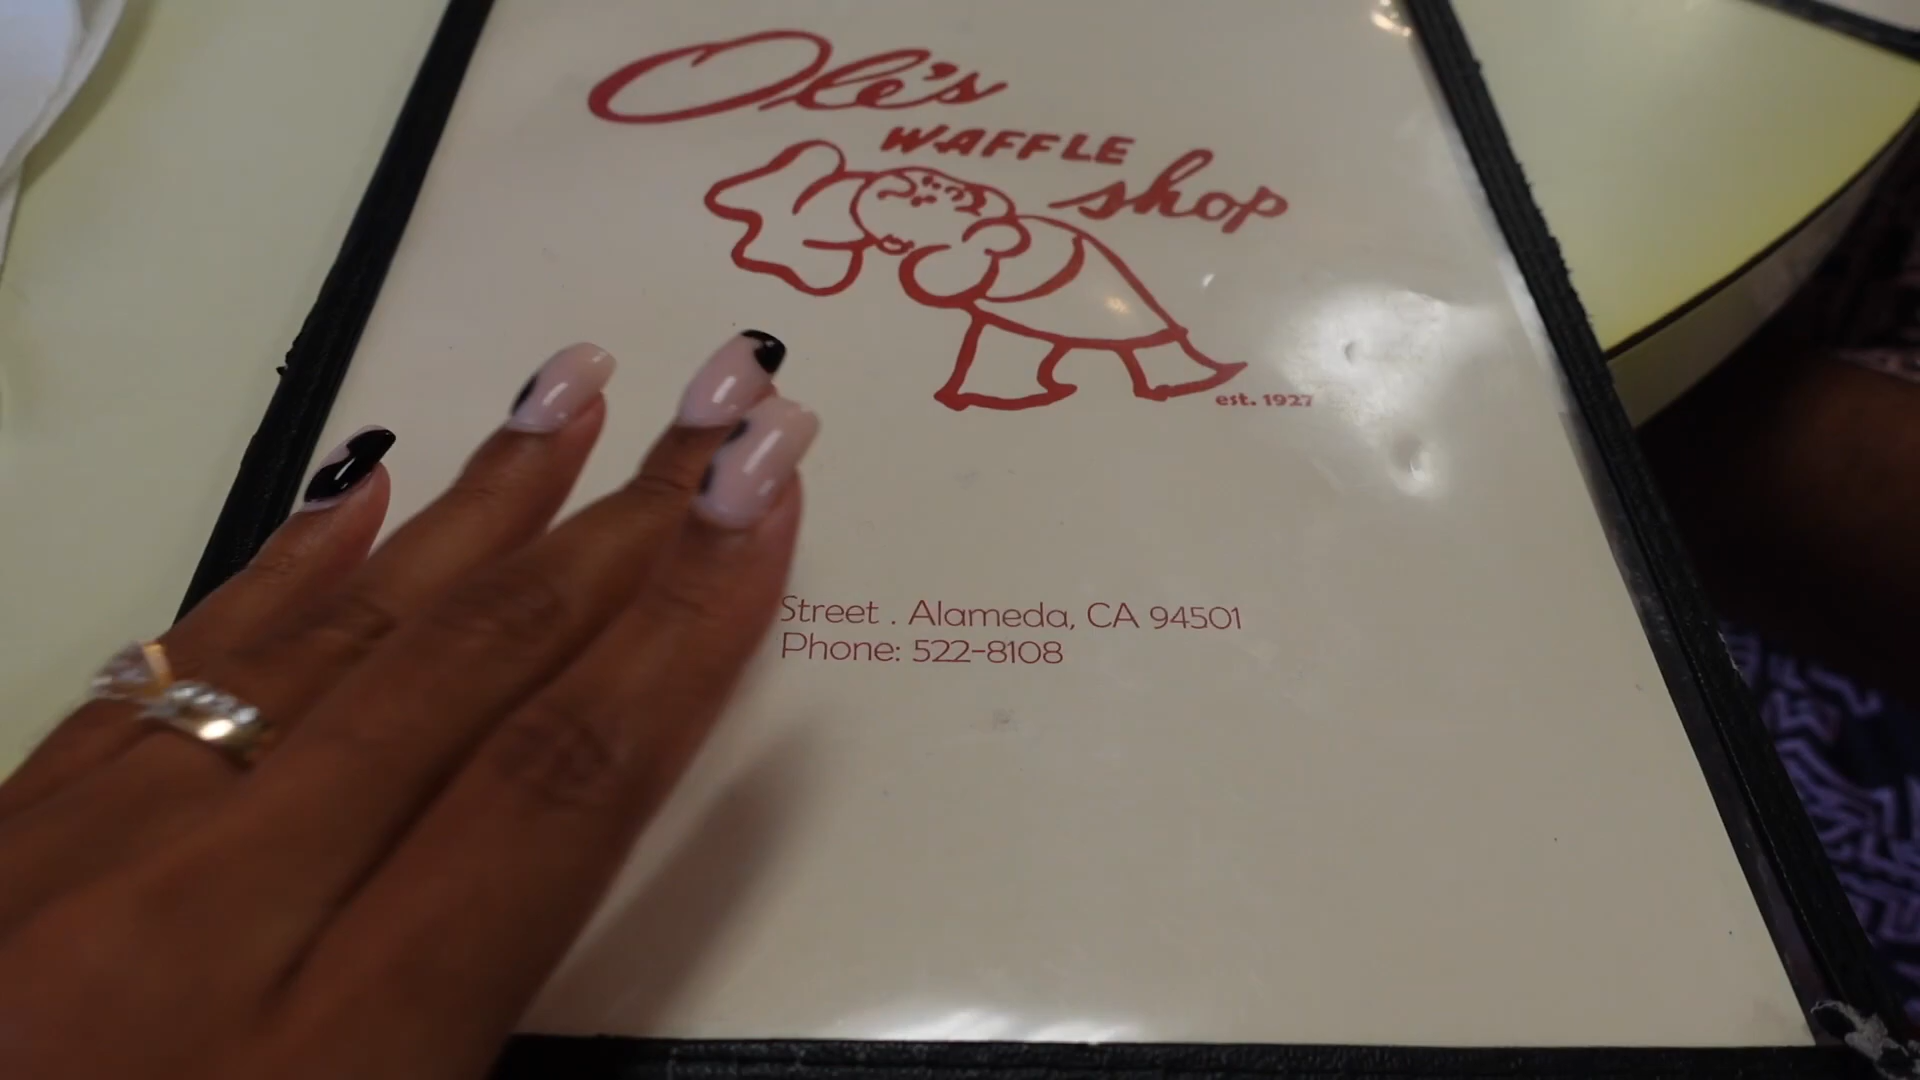 Ole's
WAFFLE
shop
est. 1927
Street . Alameda, CA 94501
Phone: 522-8108